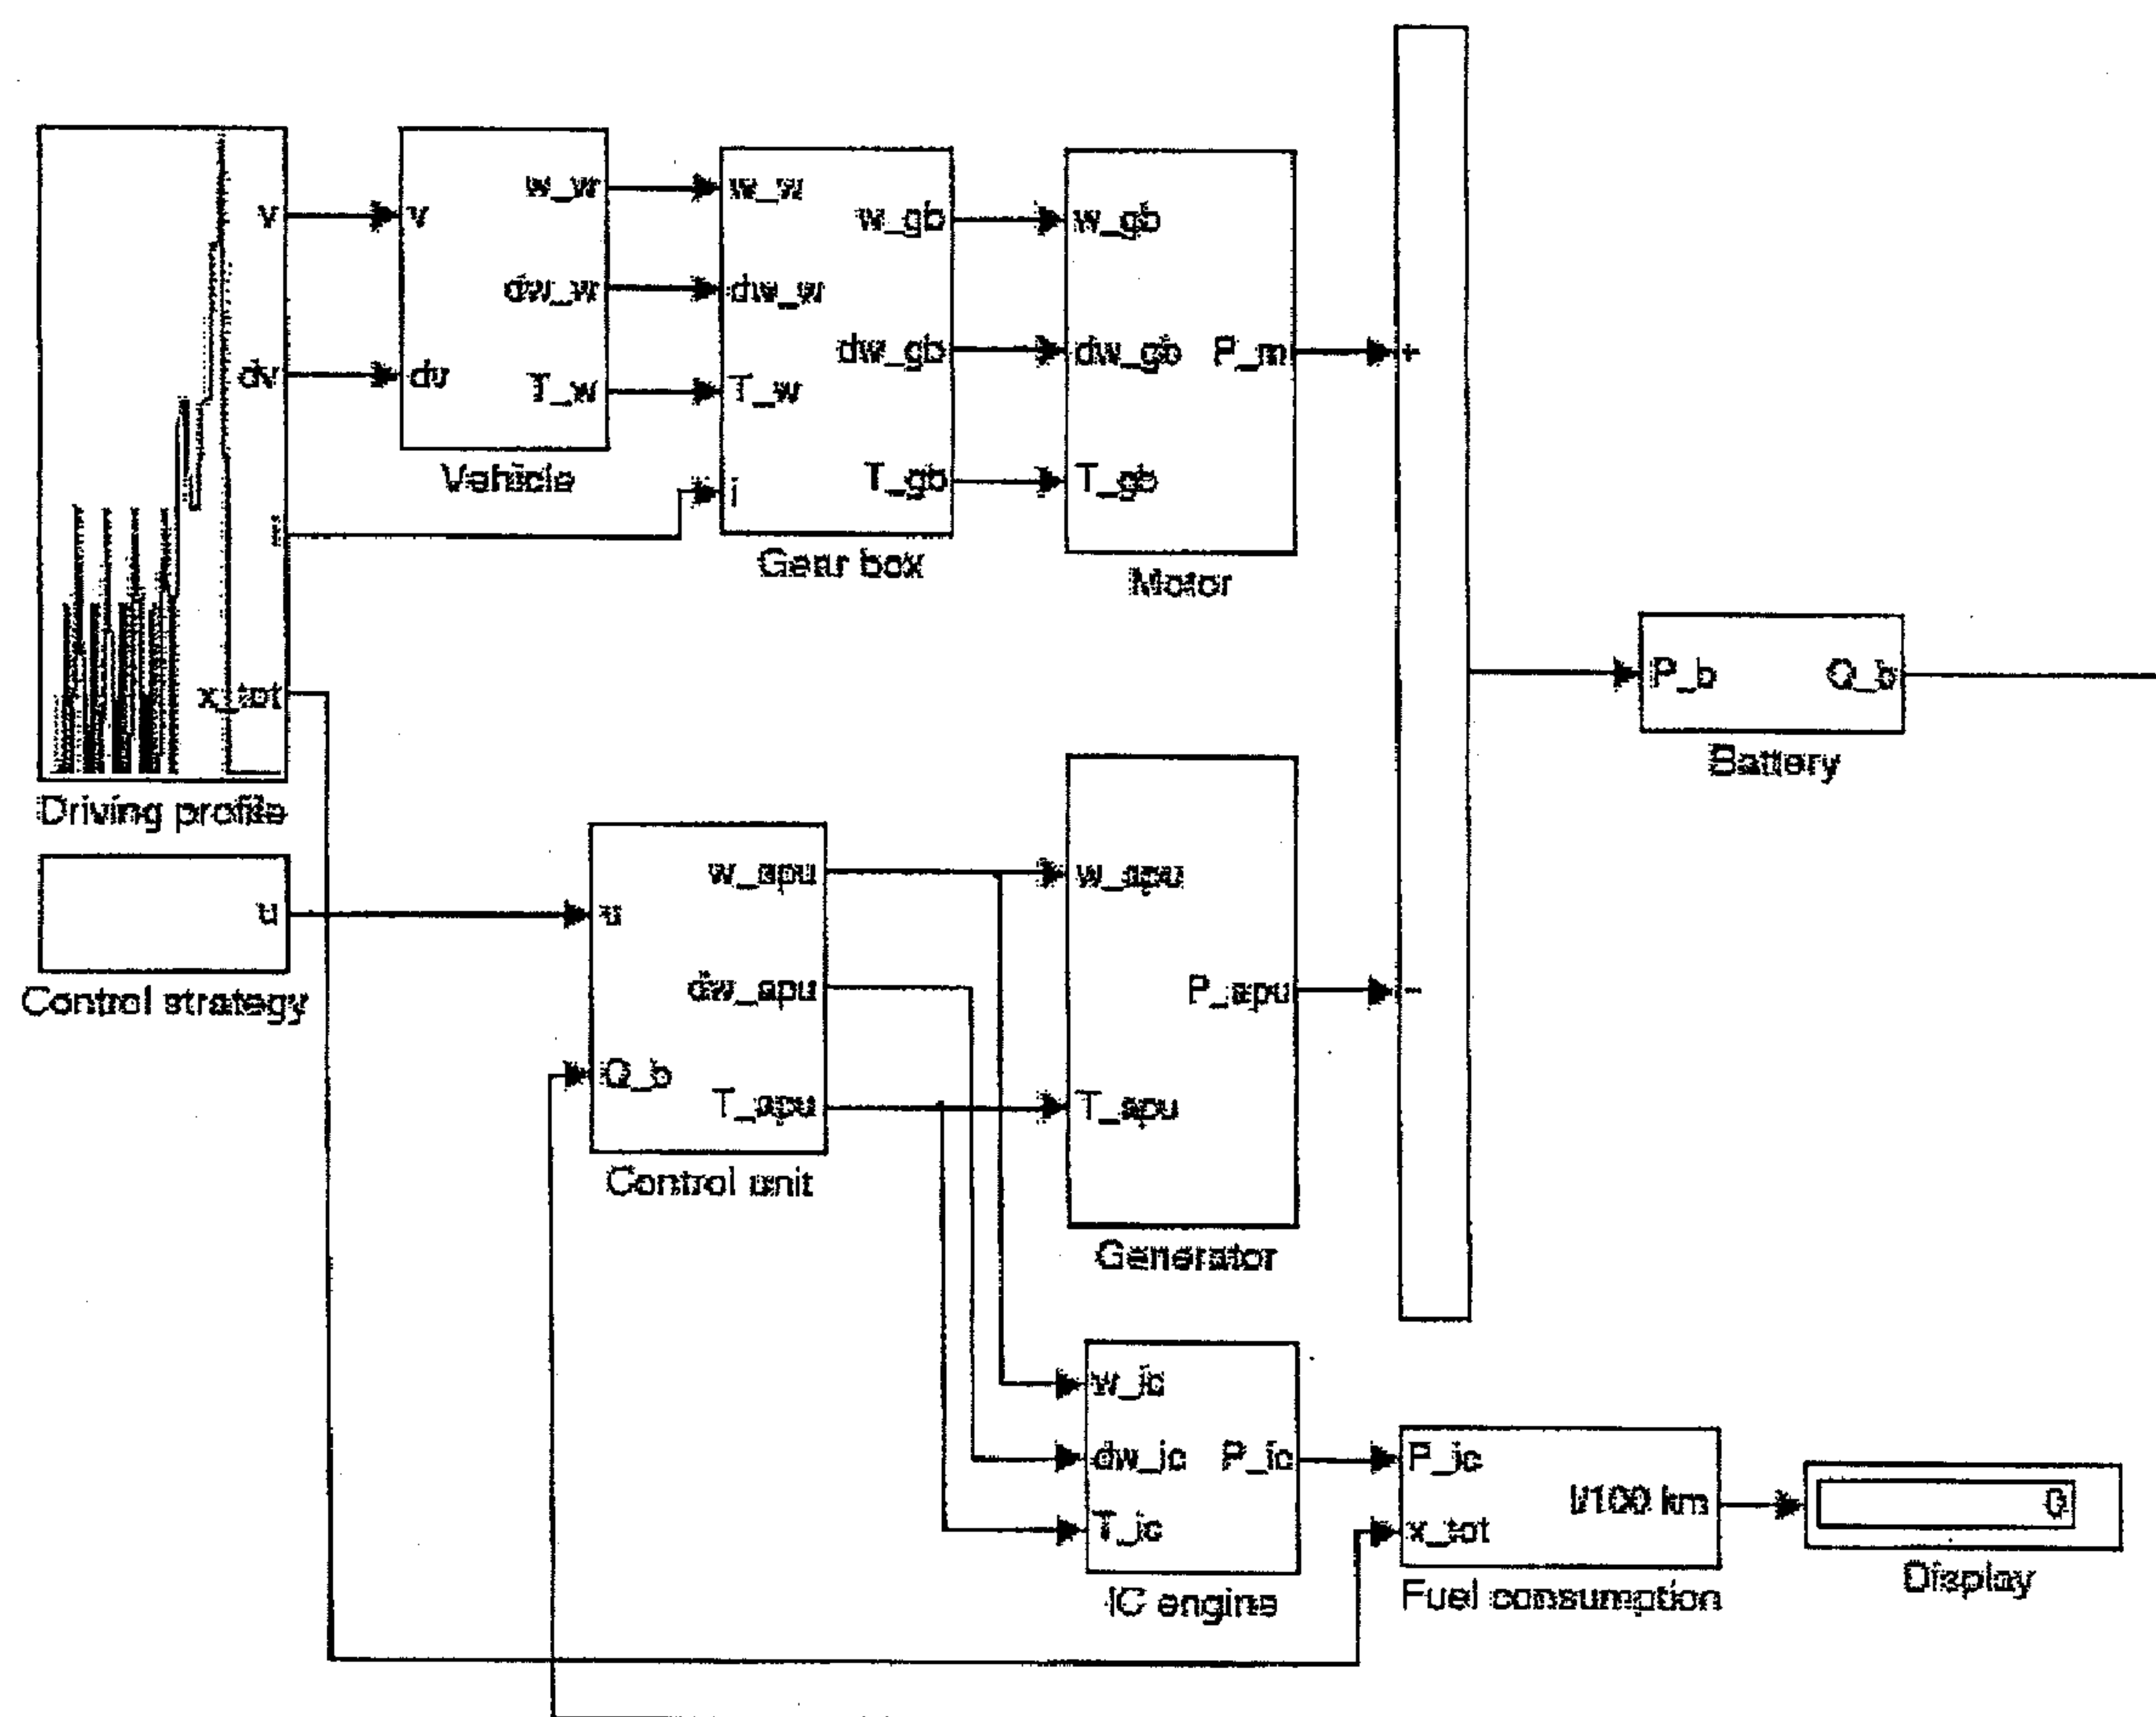 v
dv
i
x_tot
Driving profile
v
dv
w_w
dw_w
T_w
Vehicle
w_w
dw_w
T_w
i
w_gb
dw_gb
T_gb
Gear box
w_gb
dw_gb
T_gb
P_m
Motor
+
-
P_b
Q_b
Battery
u
Control strategy
u
Q_b
w_apu
dw_apu
T_apu
Control unit
w_apu
T_apu
P_apu
Generator
w_ic
dw_ic
T_ic
P_ic
IC engine
P_ic
x_tot
l/100 km
Fuel consumption
0
Display